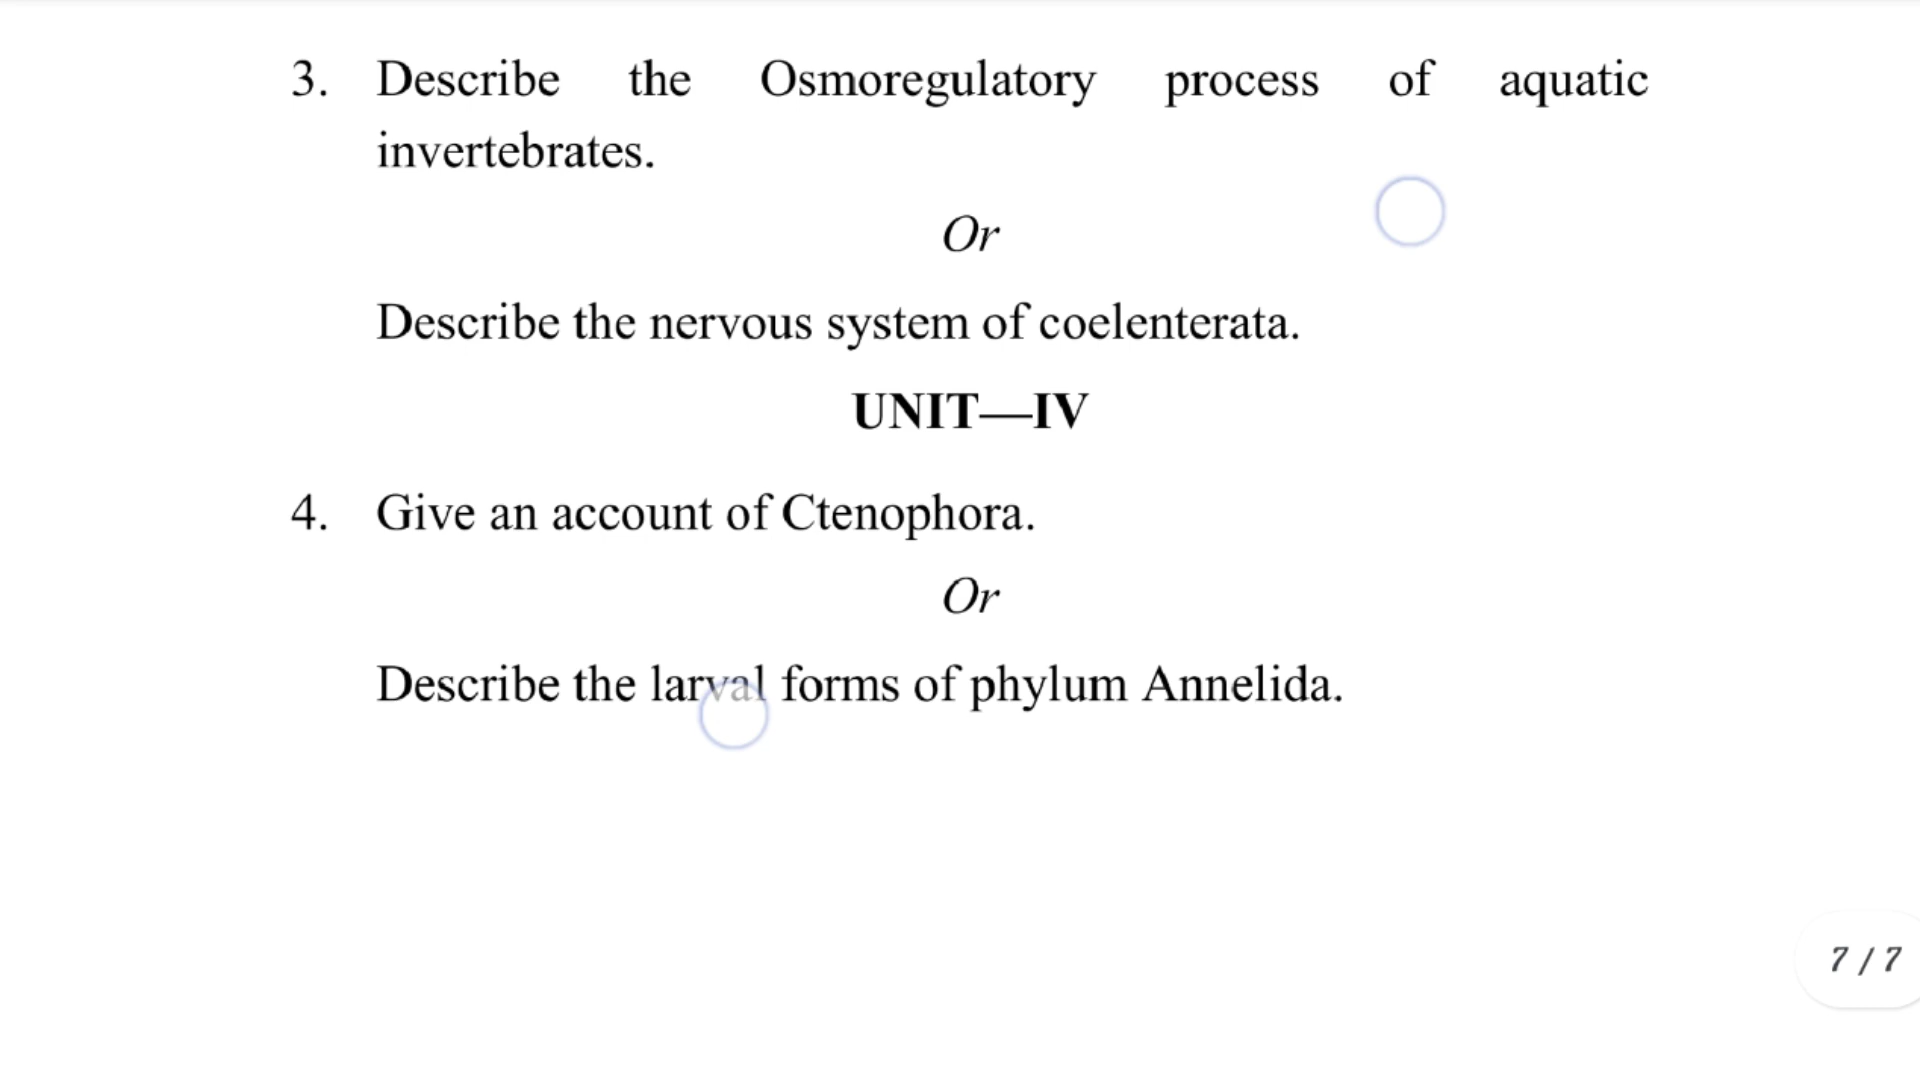 3. Describe the Osmoregulatory process of aquatic
invertebrates.
Or
Describe the nervous system of coelenterata.
UNIT—IV
4. Give an account of Ctenophora.
Or
Describe the larval forms of phylum Annelida.
7 / 7